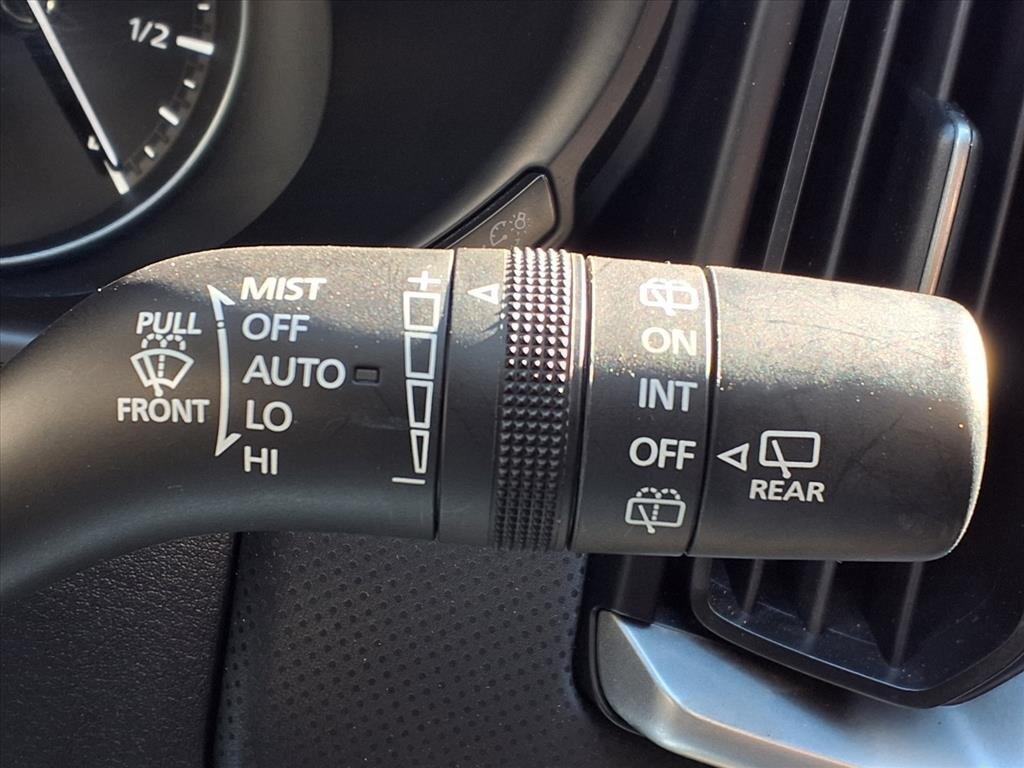 1/2
MIST
PULL
OFF
AUTO
FRONT
LO
HI
+
−
ON
INT
OFF
REAR